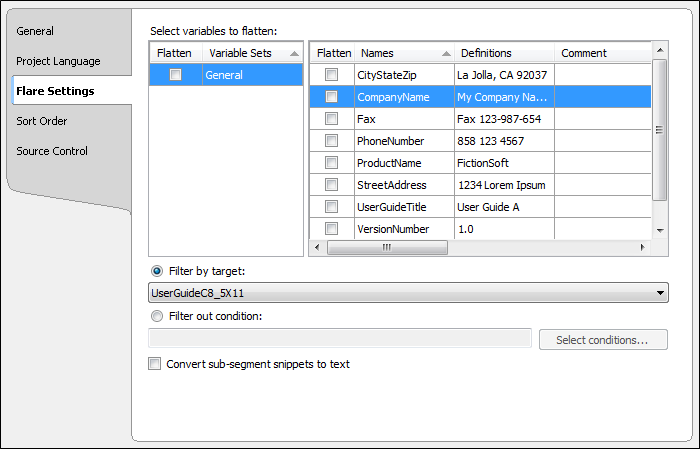 General
Project Language
Flare Settings
Sort Order
Source Control
Select variables to flatten:
Flatten Variable Sets
General
Flatten Names Definitions Comment
CityStateZip La Jolla, CA 92037
CompanyName My Company Na...
Fax Fax 123-987-654
PhoneNumber 858 123 4567
ProductName FictionSoft
StreetAddress 1234 Lorem Ipsum
UserGuideTitle User Guide A
VersionNumber 1.0
Filter by target:
UserGuideC8_5X11
Filter out condition:
Select conditions...
Convert sub-segment snippets to text